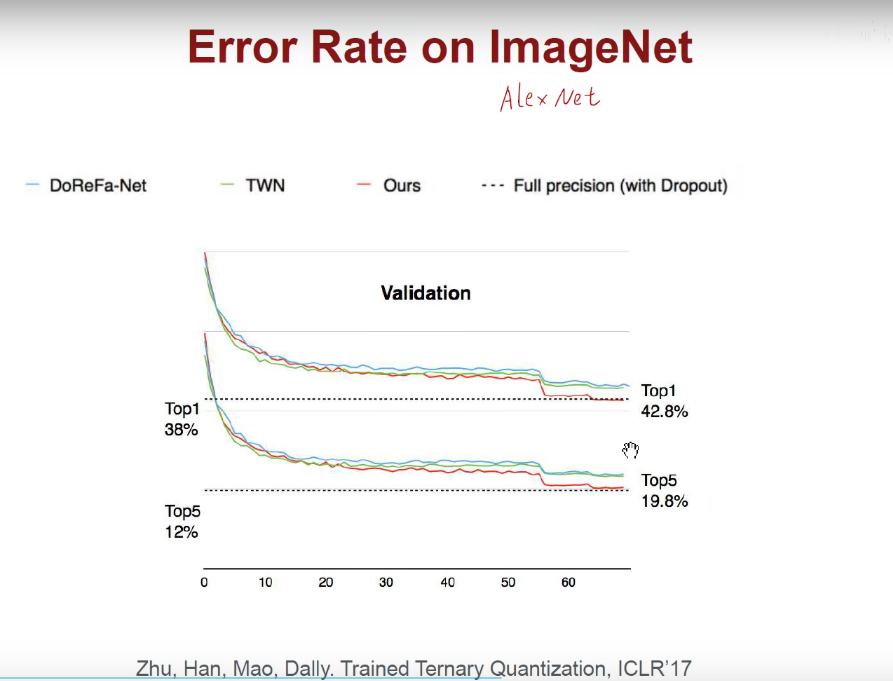 Error Rate on ImageNet
AlexNet
DoReFa-Net TWN Ours Full precision (with Dropout)
Validation
Top1
42.8%
Top1
38%
Top5
19.8%
Top5
12%
0 10 20 30 40 50 60
Zhu, Han, Mao, Dally. Trained Ternary Quantization, ICLR'17